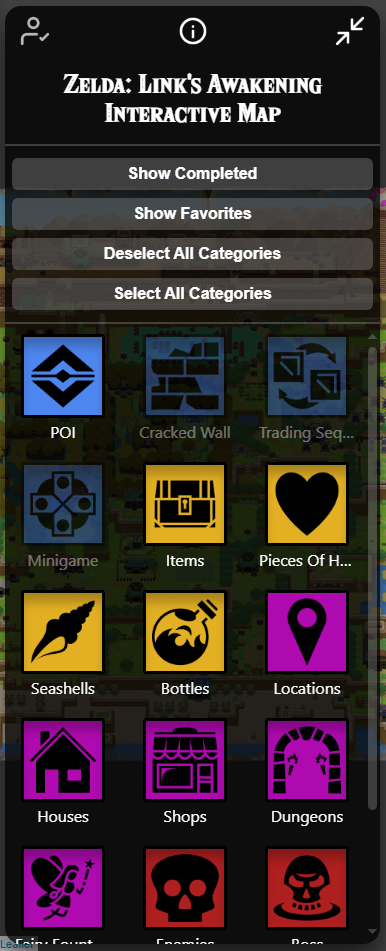 Zelda: Link's Awakening
Interactive Map
Show Completed
Show Favorites
Deselect All Categories
Select All Categories
POI
Cracked Wall
Trading Seq...
Minigame
Items
Pieces Of H...
Seashells
Bottles
Locations
Houses
Shops
Dungeons
Fairy Fount...
Enemies
Boss
Leaflet